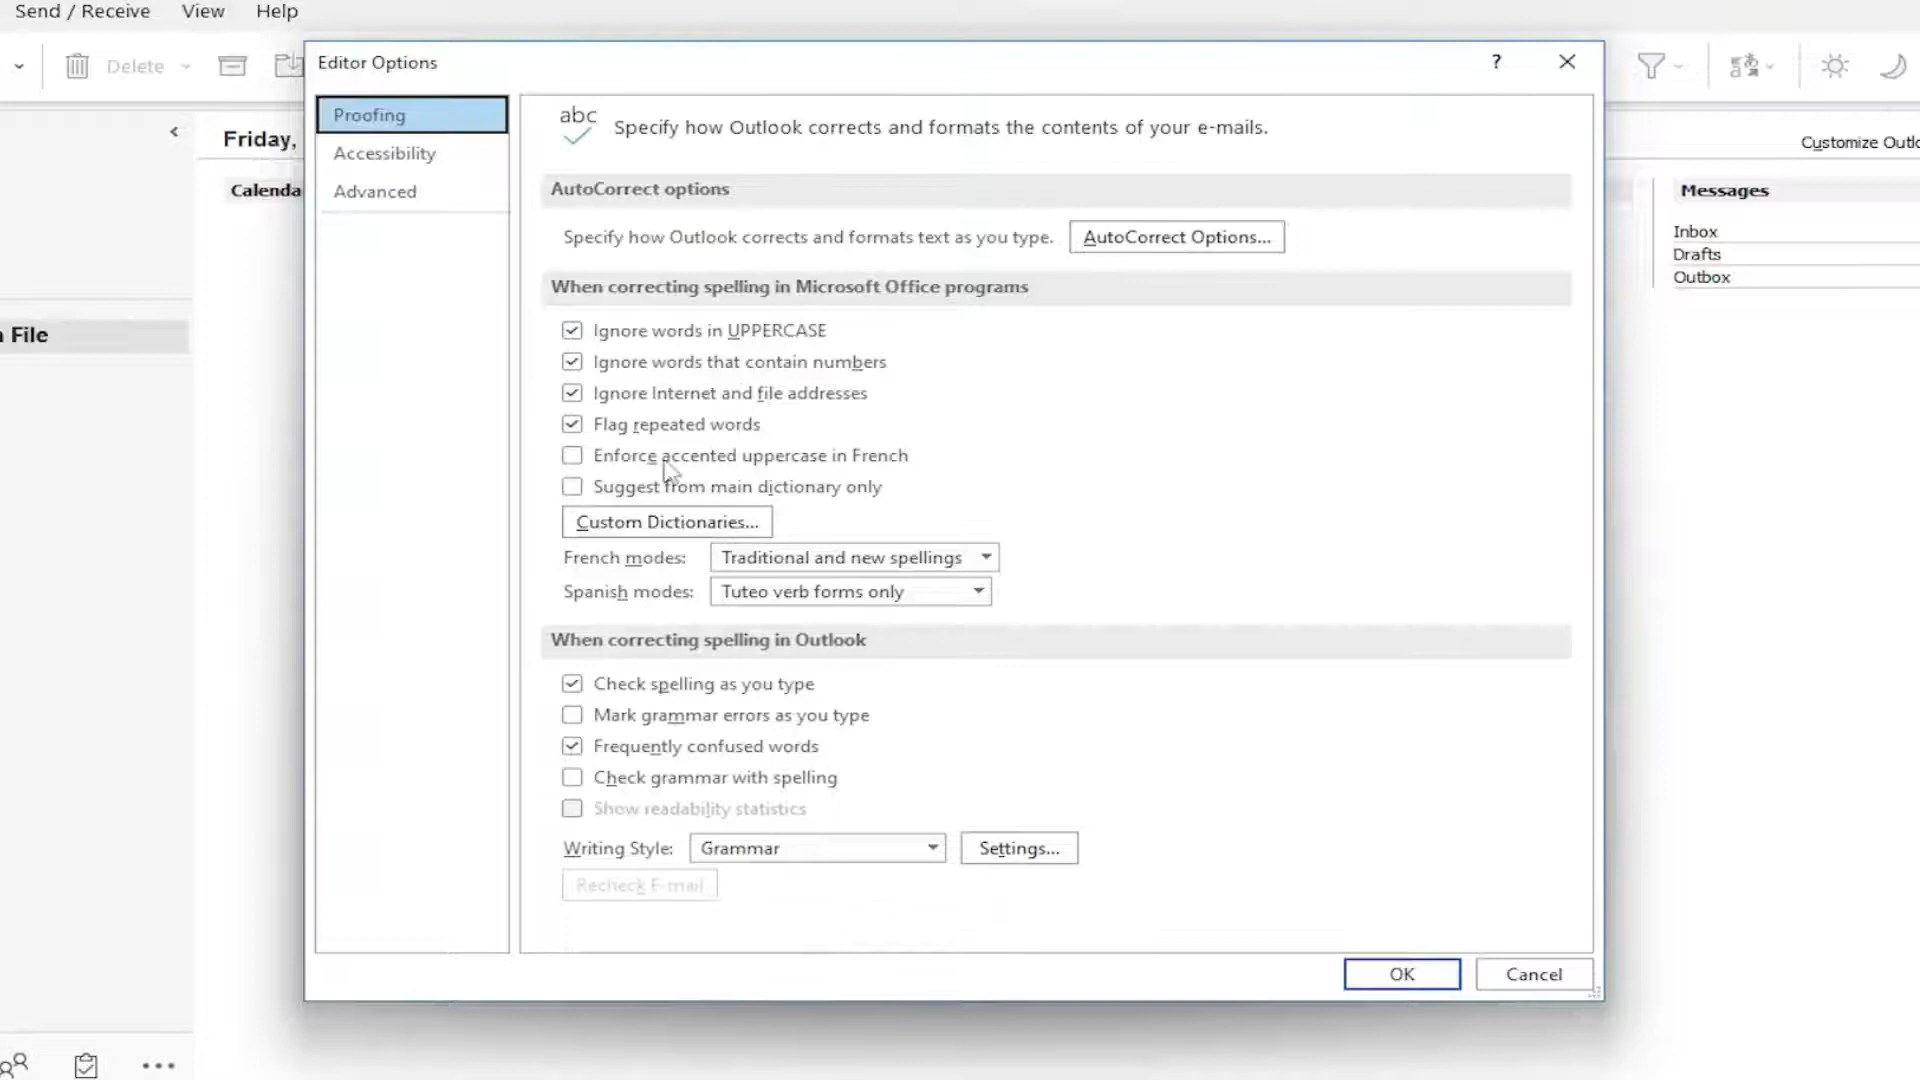 Send / Receive View Help
Delete
Editor Options ?
Proofing
Accessibility
Advanced
Friday,
Calenda
abc
Specify how Outlook corrects and formats the contents of your e-mails.
AutoCorrect options
Specify how Outlook corrects and formats text as you type. AutoCorrect Options...
When correcting spelling in Microsoft Office programs
Ignore words in UPPERCASE
Ignore words that contain numbers
Ignore Internet and file addresses
Flag repeated words
Enforce accented uppercase in French
Suggest from main dictionary only
Custom Dictionaries...
French modes: Traditional and new spellings
Spanish modes: Tuteo verb forms only
When correcting spelling in Outlook
Check spelling as you type
Mark grammar errors as you type
Frequently confused words
Check grammar with spelling
Show readability statistics
Writing Style: Grammar Settings...
Recheck E-mail
OK Cancel
Customize Outlo
Messages
Inbox
Drafts
Outbox
File